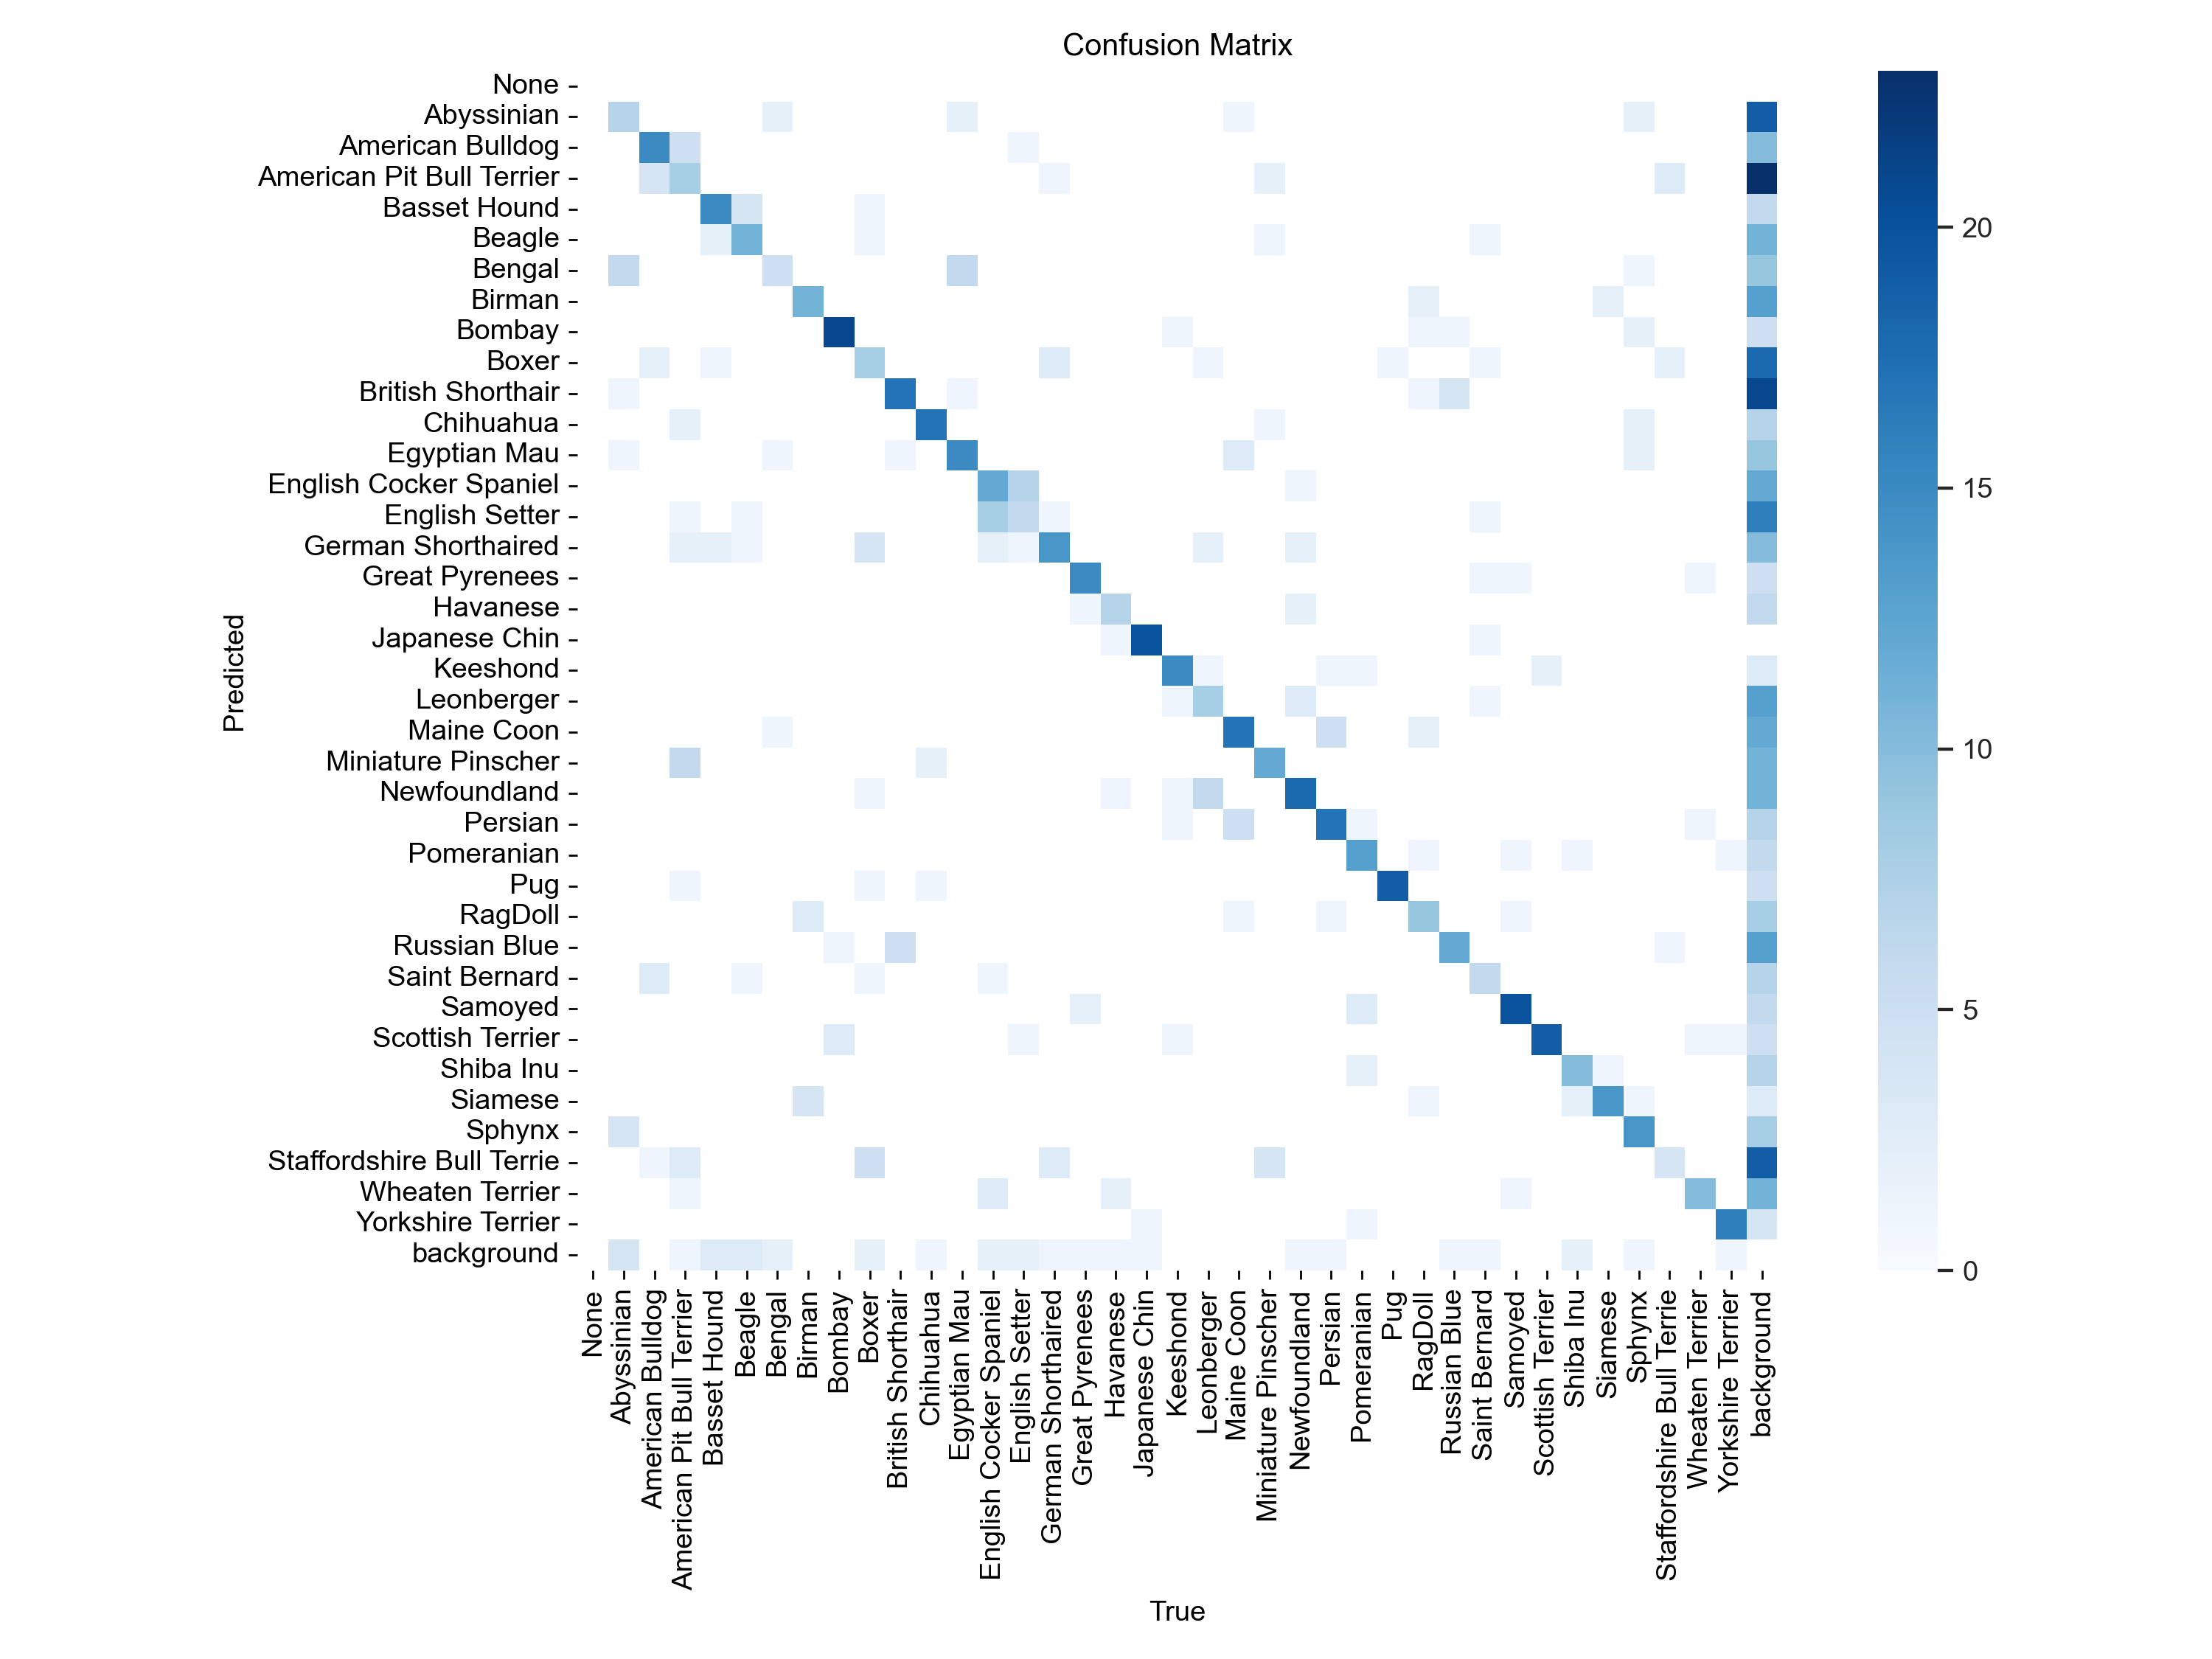 Confusion Matrix
None
Abyssinian
American Bulldog
American Pit Bull Terrier
Basset Hound
Beagle
Bengal
Birman
Bombay
Boxer
British Shorthair
Chihuahua
Egyptian Mau
English Cocker Spaniel
English Setter
German Shorthaired
Great Pyrenees
Havanese
Japanese Chin
Keeshond
Leonberger
Maine Coon
Miniature Pinscher
Newfoundland
Persian
Pomeranian
Pug
RagDoll
Russian Blue
Saint Bernard
Samoyed
Scottish Terrier
Shiba Inu
Siamese
Sphynx
Staffordshire Bull Terrie
Wheaten Terrier
Yorkshire Terrier
background
Predicted
None
Abyssinian
American Bulldog
American Pit Bull Terrier
Basset Hound
Beagle
Bengal
Birman
Bombay
Boxer
British Shorthair
Chihuahua
Egyptian Mau
English Cocker Spaniel
English Setter
German Shorthaired
Great Pyrenees
Havanese
Japanese Chin
Keeshond
Leonberger
Maine Coon
Miniature Pinscher
Newfoundland
Persian
Pomeranian
Pug
RagDoll
Russian Blue
Saint Bernard
Samoyed
Scottish Terrier
Shiba Inu
Siamese
Sphynx
Staffordshire Bull Terrie
Wheaten Terrier
Yorkshire Terrier
background
True
20
15
10
5
0